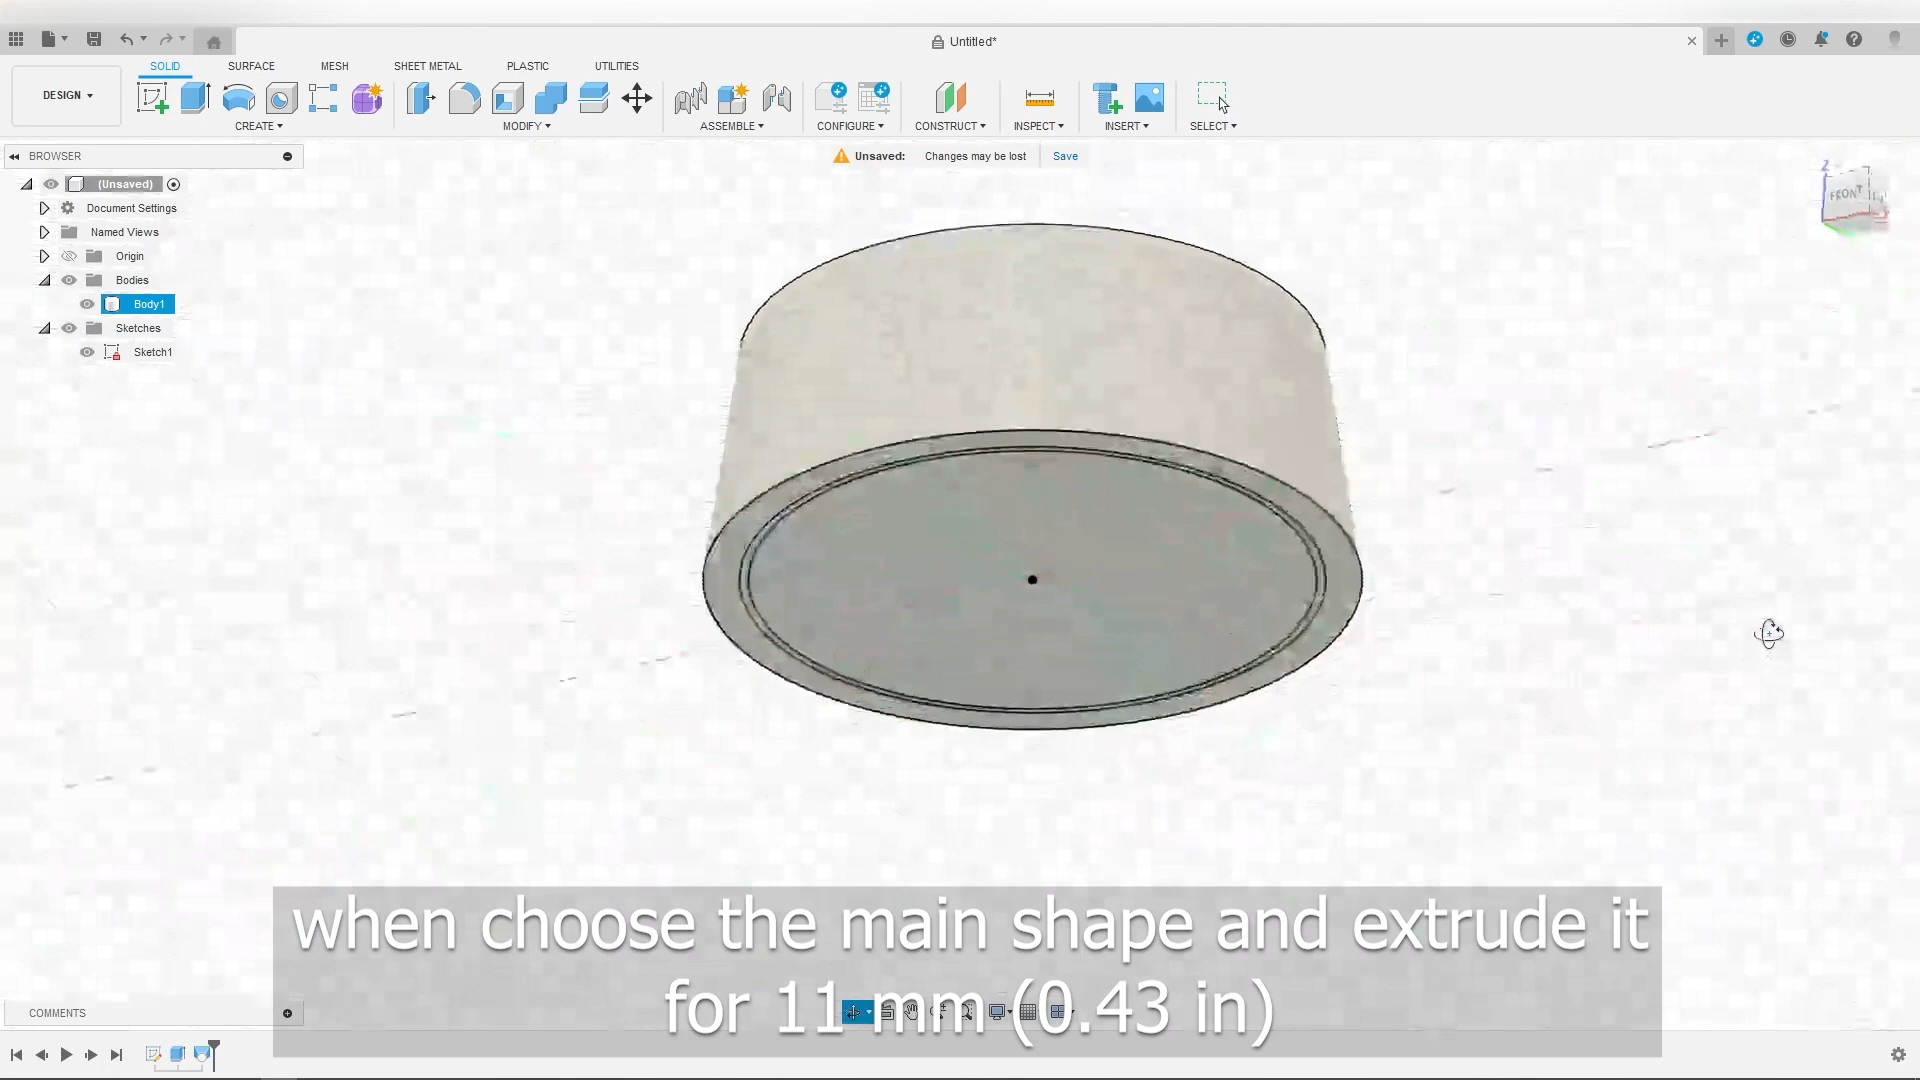 Untitled*
DESIGN
SOLID
SURFACE
MESH
SHEET METAL
PLASTIC
UTILITIES
CREATE
MODIFY
ASSEMBLE
CONFIGURE
CONSTRUCT
INSPECT
INSERT
SELECT
BROWSER
Unsaved: Changes may be lost Save
(Unsaved)
Document Settings
Named Views
Origin
Bodies
Body1
Sketches
Sketch1
Z
FRONT
when choose the main shape and extrude it
for 11 mm (0.43 in)
COMMENTS